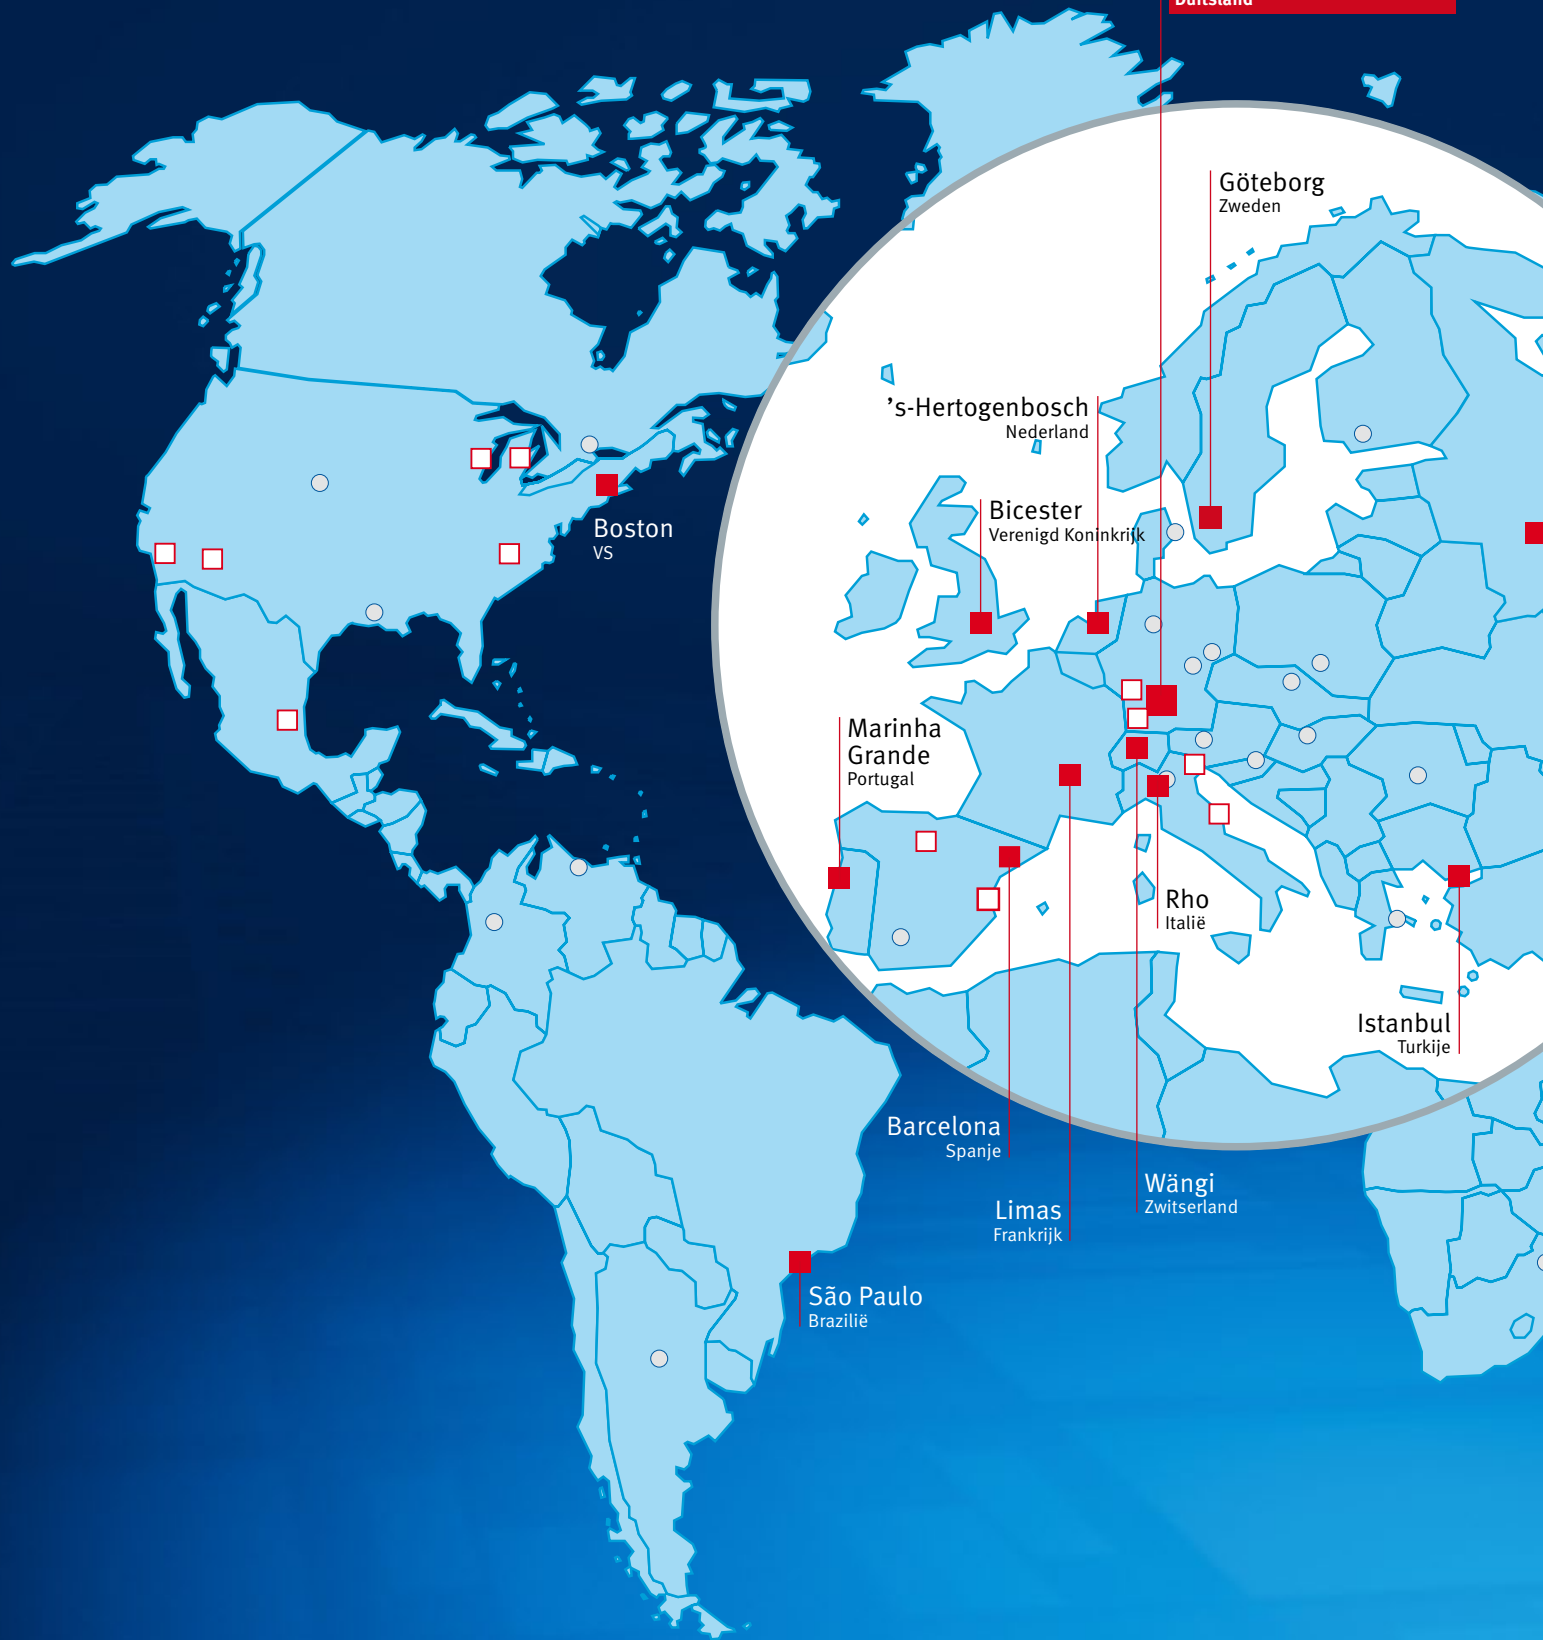 Duitsland
Göteborg
Zweden
’s-Hertogenbosch
Nederland
Bicester
Verenigd Koninkrijk
Boston
VS
Marinha
Grande
Portugal
Rho
Italië
Istanbul
Turkije
Barcelona
Spanje
Wängi
Zwitserland
Limas
Frankrijk
São Paulo
Brazilië